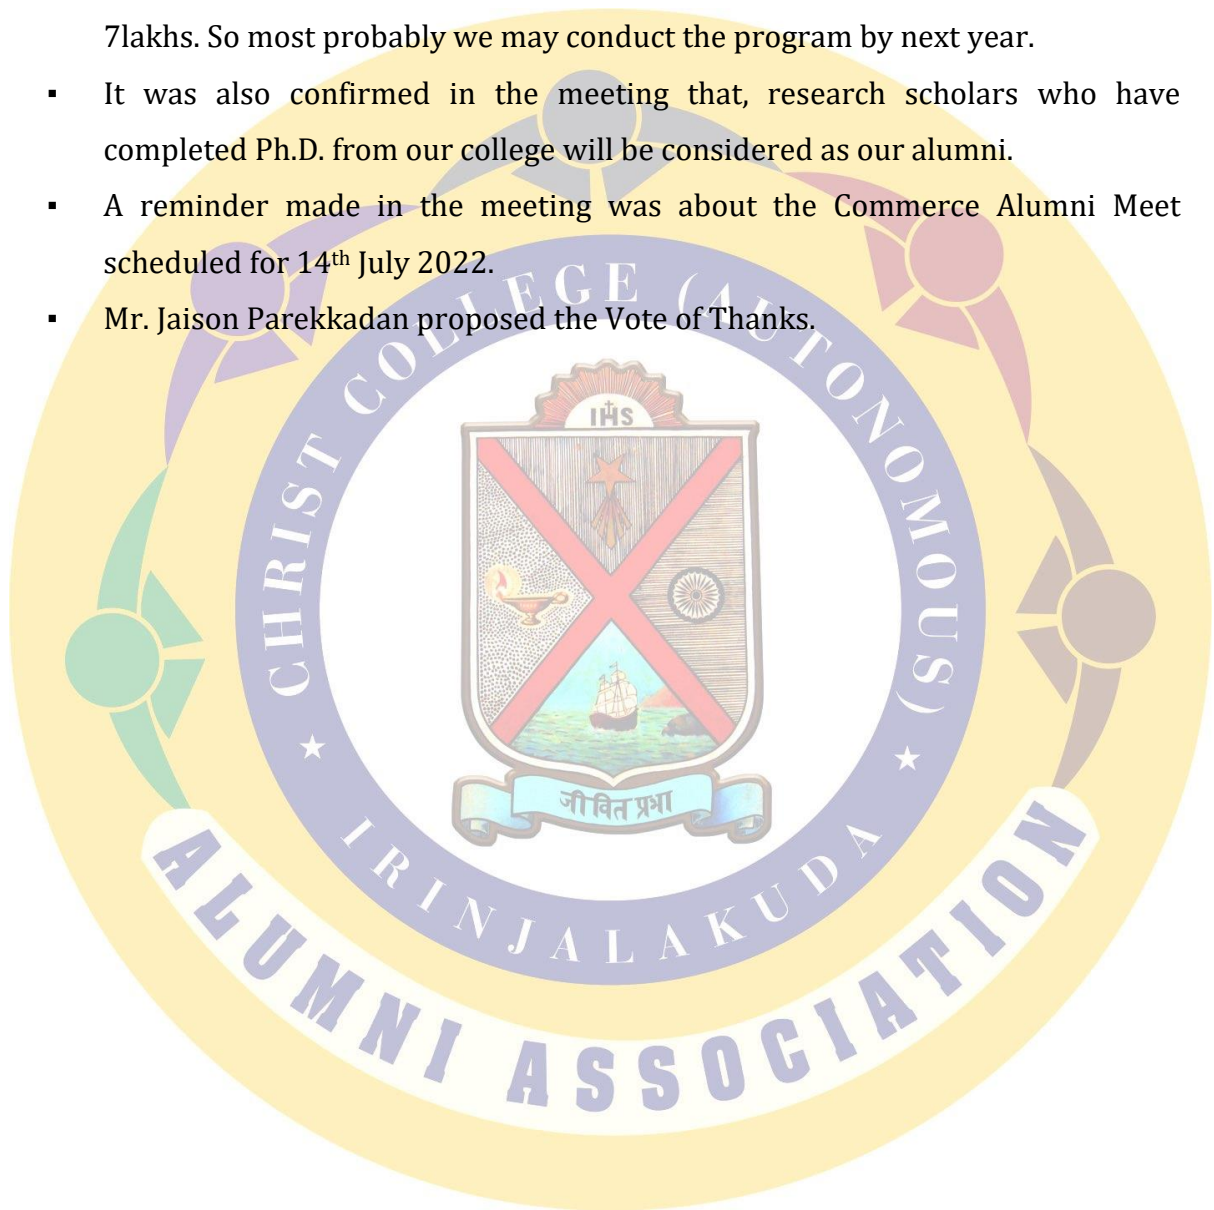 7lakhs. So most probably we may conduct the program by next year.
▪ It was also confirmed in the meeting that, research scholars who have
completed Ph.D. from our college will be considered as our alumni.
▪ A reminder made in the meeting was about the Commerce Alumni Meet
scheduled for 14th July 2022.
▪ Mr. Jaison Parekkadan proposed the Vote of Thanks.
CHRIST COLLEGE (AUTONOMOUS)
IHS
जीवित प्रभा
IRINJALAKUDA
ALUMNI ASSOCIATION